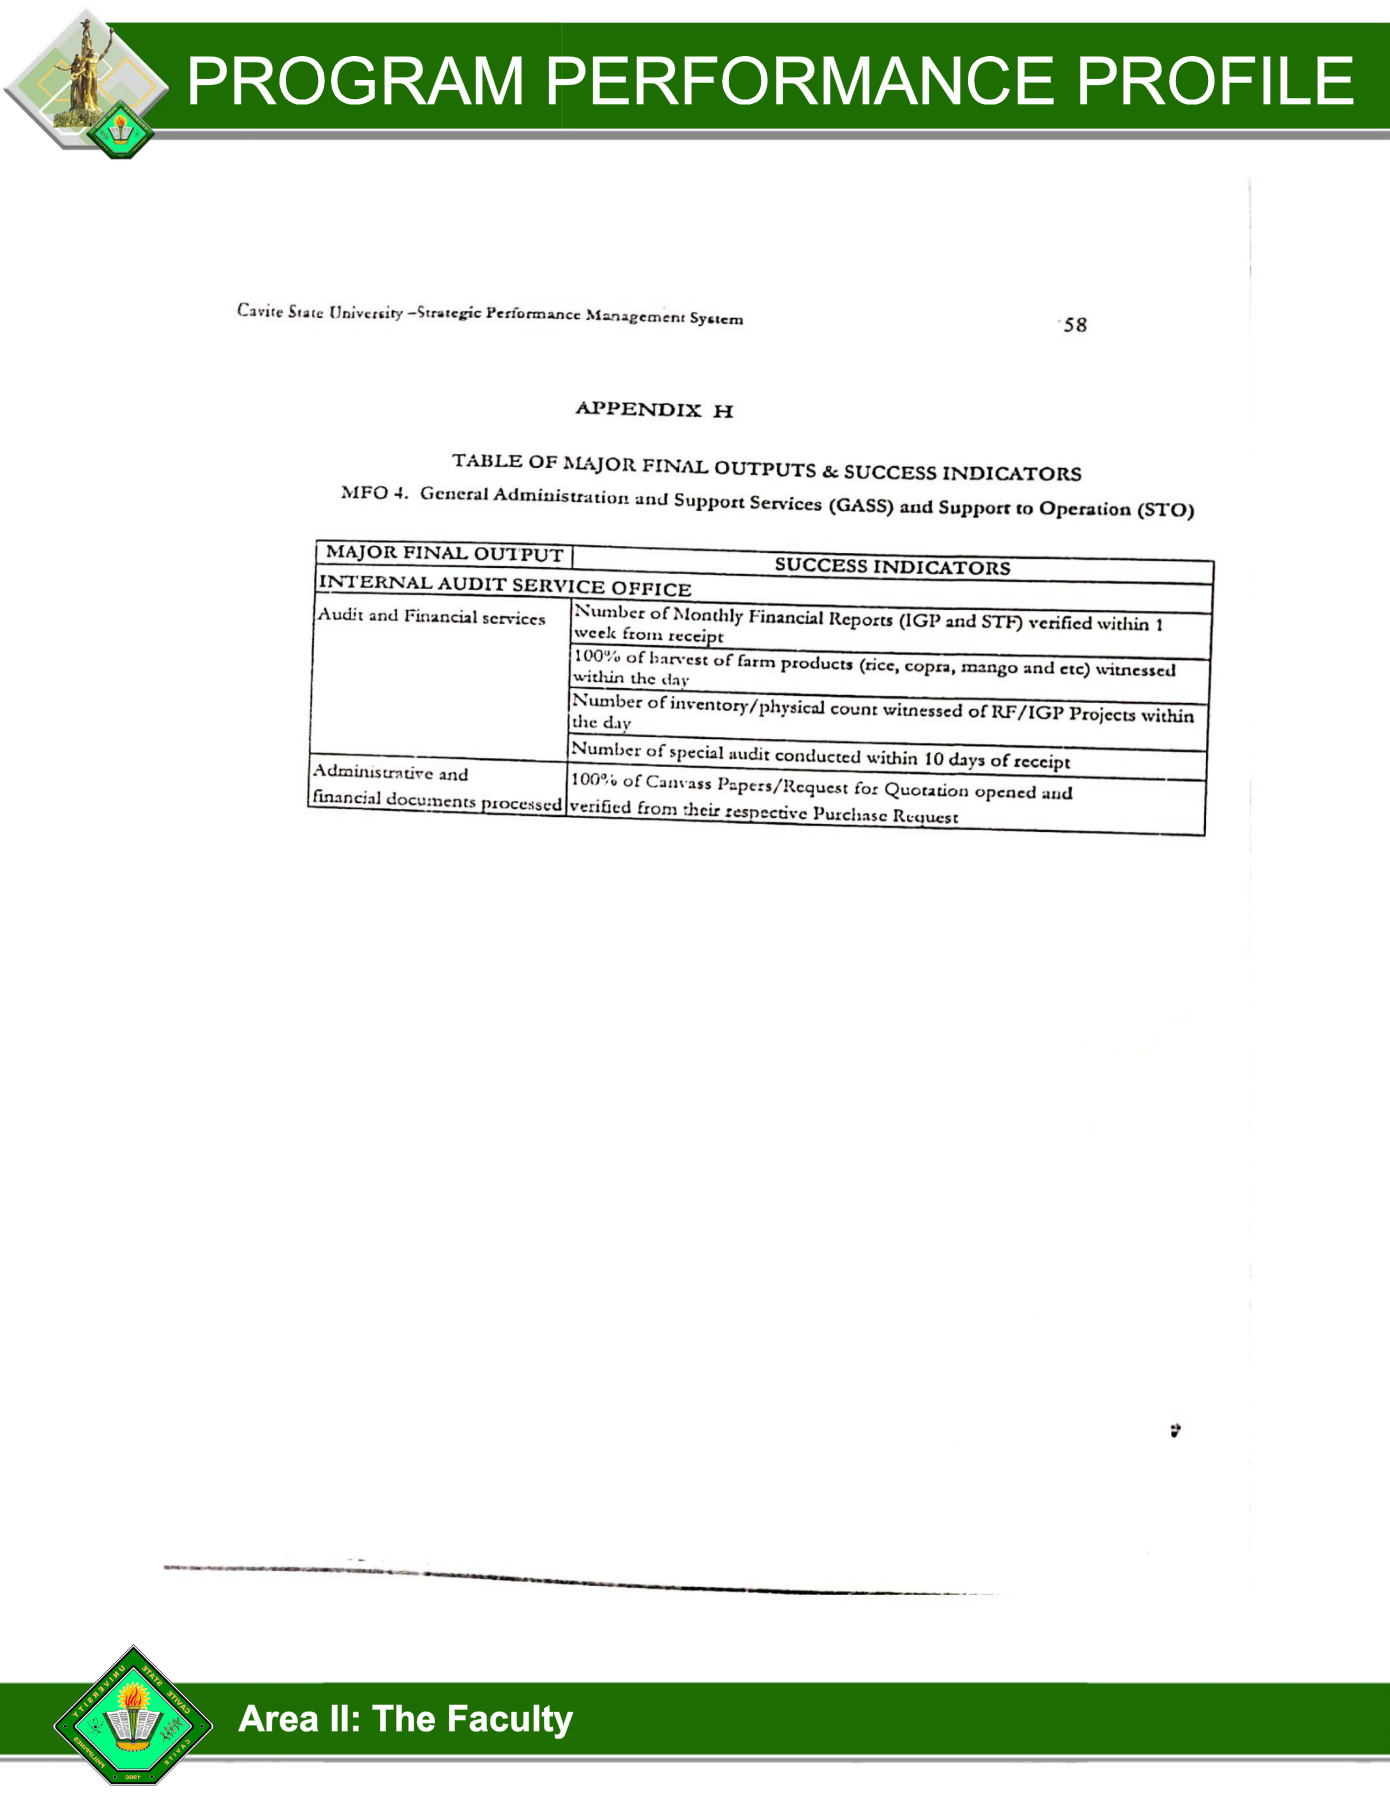 PROGRAM PERFORMANCE PROFILE
Cavite State University –Strategic Performance Management System
58
APPENDIX H
TABLE OF MAJOR FINAL OUTPUTS & SUCCESS INDICATORS
MFO 4. General Administration and Support Services (GASS) and Support to Operation (STO)
MAJOR FINAL OUTPUT
SUCCESS INDICATORS
INTERNAL AUDIT SERVICE OFFICE
Audit and Financial services
Number of Monthly Financial Reports (IGP and STF) verified within 1
week from receipt
100% of harvest of farm products (rice, copra, mango and etc) witnessed
within the day
Number of inventory/physical count witnessed of RF/IGP Projects within
the day
Number of special audit conducted within 10 days of receipt
Administrative and
financial documents processed
100% of Canvass Papers/Request for Quotation opened and
verified from their respective Purchase Request
CAVITE STATE UNIVERSITY
CAVITE
PHILIPPINES
1906
Area II: The Faculty